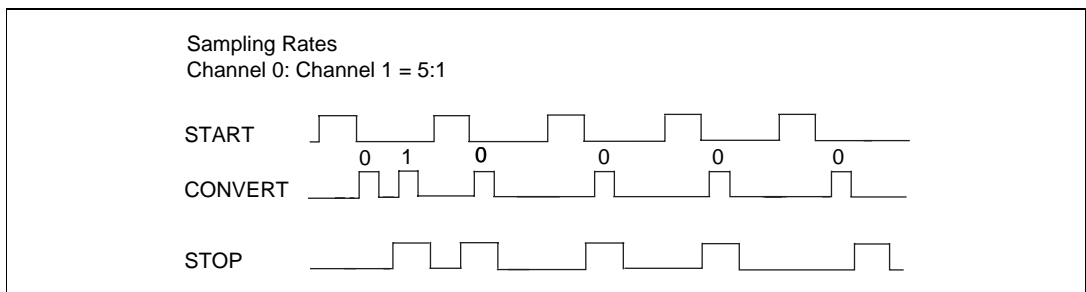 Sampling Rates
Channel 0: Channel 1 = 5:1
START
0 1 0 0 0 0
CONVERT
STOP